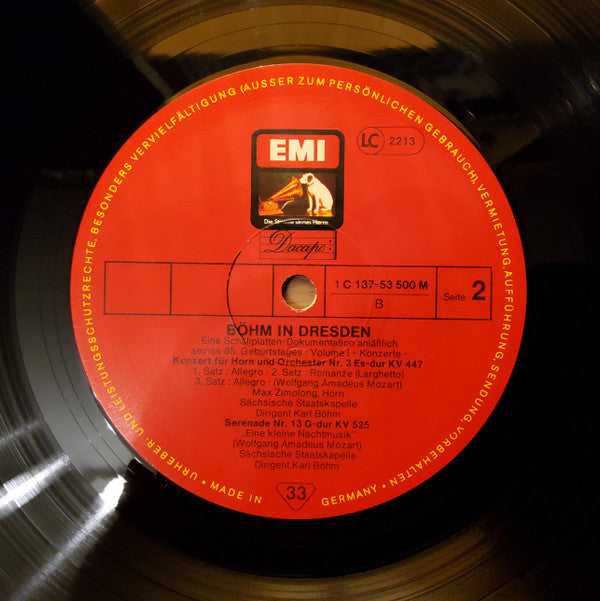 URHEBER- UND LEISTUNGSSCHUTZRECHTE, BESONDERS VERVIELFÄLTIGUNG (AUSSER ZUM PERSÖNLICHEN GEBRAUCH), VERMIETUNG, AUFFÜHRUNG, SENDUNG, VORBEHALTEN
EMI
LC 2213
Die Stimme seines Herrn
Dacapo
1 C 137-53 500 M
B
Seite 2
BÖHM IN DRESDEN
Eine Schallplatten-Dokumentation anläßlich
seines 85. Geburtstages · Volume I - Konzerte -
Konzert für Horn und Orchester Nr. 3 Es-dur KV 447
1. Satz : Allegro · 2. Satz : Romanze (Larghetto)
3. Satz : Allegro · (Wolfgang Amadeus Mozart)
Max Zimolong, Horn
Sächsische Staatskapelle
Dirigent Karl Böhm
Serenade Nr. 13 G-dur KV 525
„Eine kleine Nachtmusik"
(Wolfgang Amadeus Mozart)
Sächsische Staatskapelle
Dirigent Karl Böhm
• MADE IN GERMANY •
33